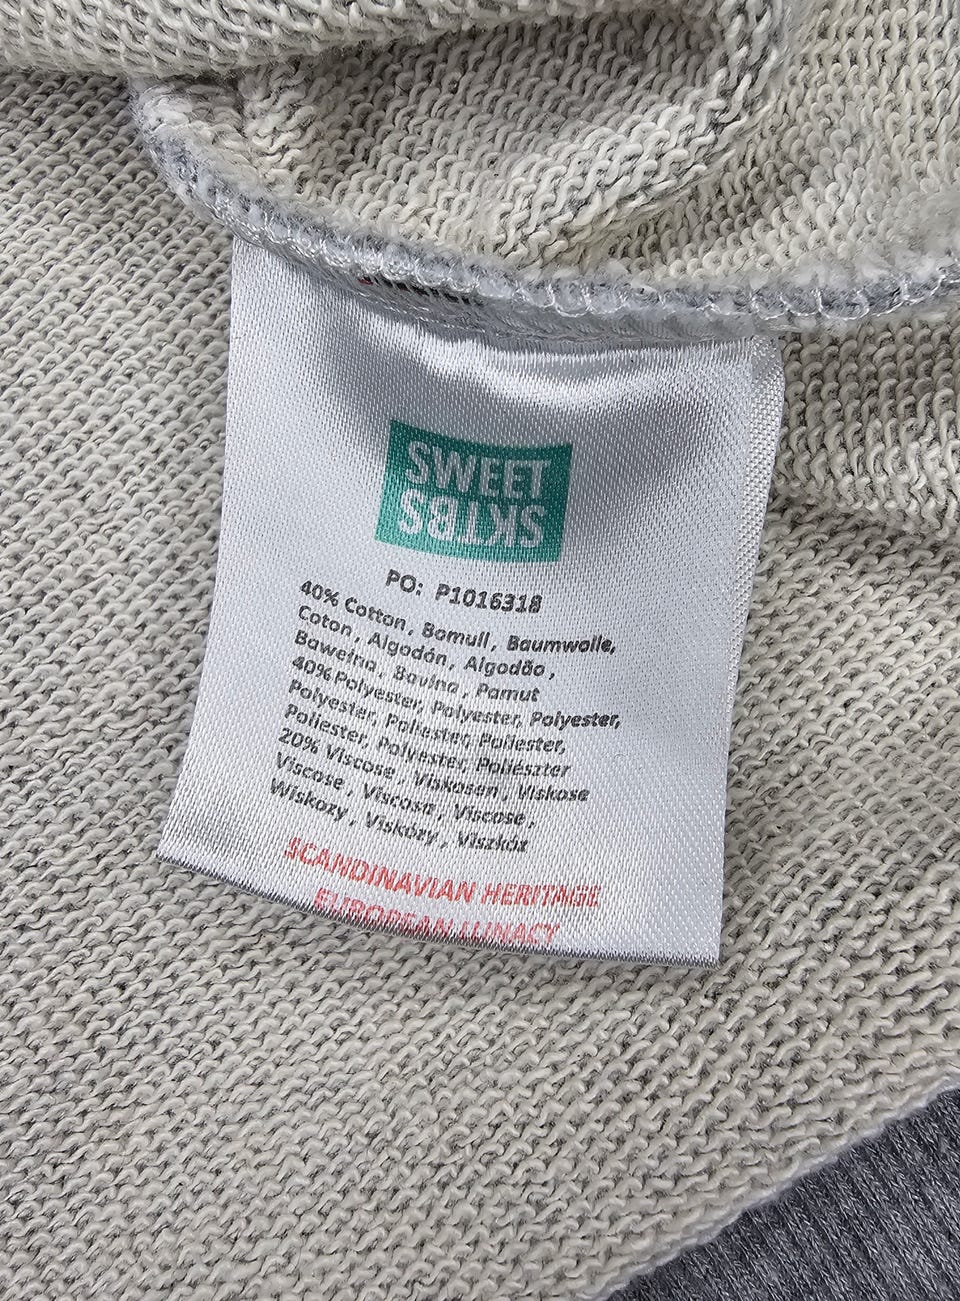 SWEET
SKTBS
PO: P1016318
40% Cotton, Bomull, Baumwolle,
Coton, Algodón, Algodão,
Bawełna, Bavlna, Pamut
40% Polyester, Polyester, Polyester,
Polyester, Poliester, Poliester,
Poliester, Polyester, Poliészter
20% Viscose, Viskosen, Viskose
Viscose, Viscosa, Viscose,
Wiskozy, Viskózy, Viszkóz
SCANDINAVIAN HERITAGE
EUROPEAN LUNACY